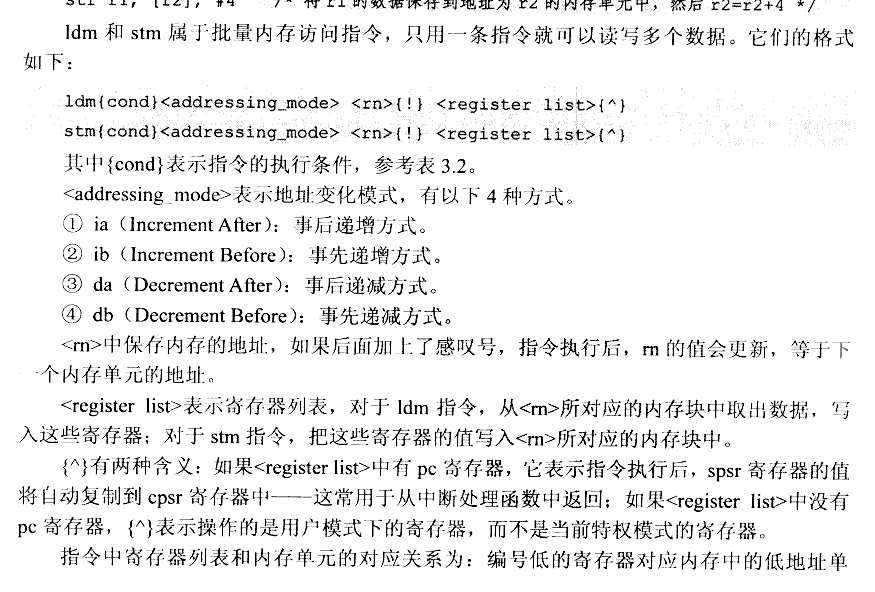 str r1, [r2], #4 /* 将 r1 的数据保存到地址为 r2 的内存单元中，然后 r2=r2+4 */
ldm 和 stm 属于批量内存访问指令，只用一条指令就可以读写多个数据。它们的格式
如下：
ldm{cond}<addressing_mode> <rn>{!} <register list>{^}
stm{cond}<addressing_mode> <rn>{!} <register list>{^}
其中{cond}表示指令的执行条件，参考表 3.2。
<addressing_mode>表示地址变化模式，有以下 4 种方式。
① ia（Increment After）：事后递增方式。
② ib（Increment Before）：事先递增方式。
③ da（Decrement After）：事后递减方式。
④ db（Decrement Before）：事先递减方式。
<rn>中保存内存的地址，如果后面加上了感叹号，指令执行后，rn 的值会更新，等于下
一个内存单元的地址。
<register list>表示寄存器列表，对于 ldm 指令，从<rn>所对应的内存块中取出数据，写
入这些寄存器；对于 stm 指令，把这些寄存器的值写入<rn>所对应的内存块中。
{^}有两种含义：如果<register list>中有 pc 寄存器，它表示指令执行后，spsr 寄存器的值
将自动复制到 cpsr 寄存器中——这常用于从中断处理函数中返回；如果<register list>中没有
pc 寄存器，{^}表示操作的是用户模式下的寄存器，而不是当前特权模式的寄存器。
指令中寄存器列表和内存单元的对应关系为：编号低的寄存器对应内存中的低地址单